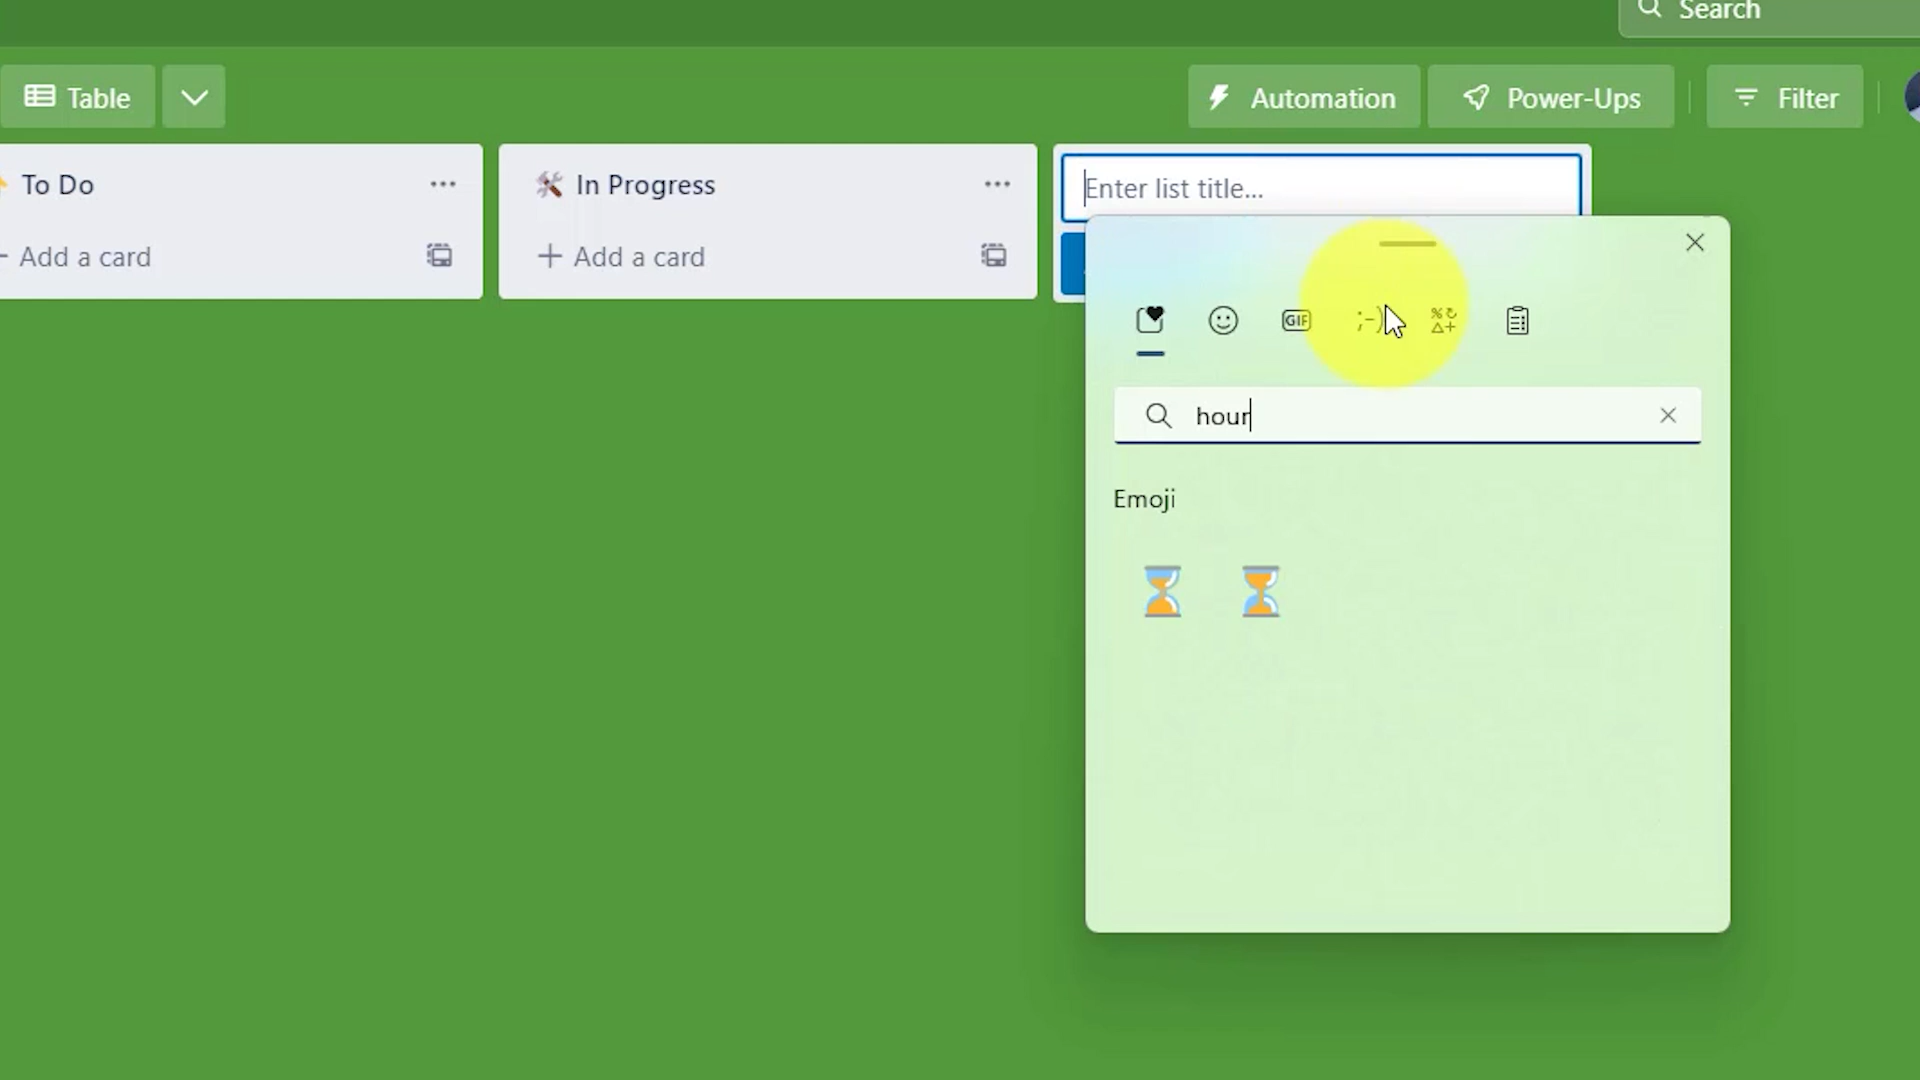 Search
Table
Automation
Power-Ups
Filter
To Do
Add a card
In Progress
Add a card
Enter list title...
GIF
;-)
hour
Emoji